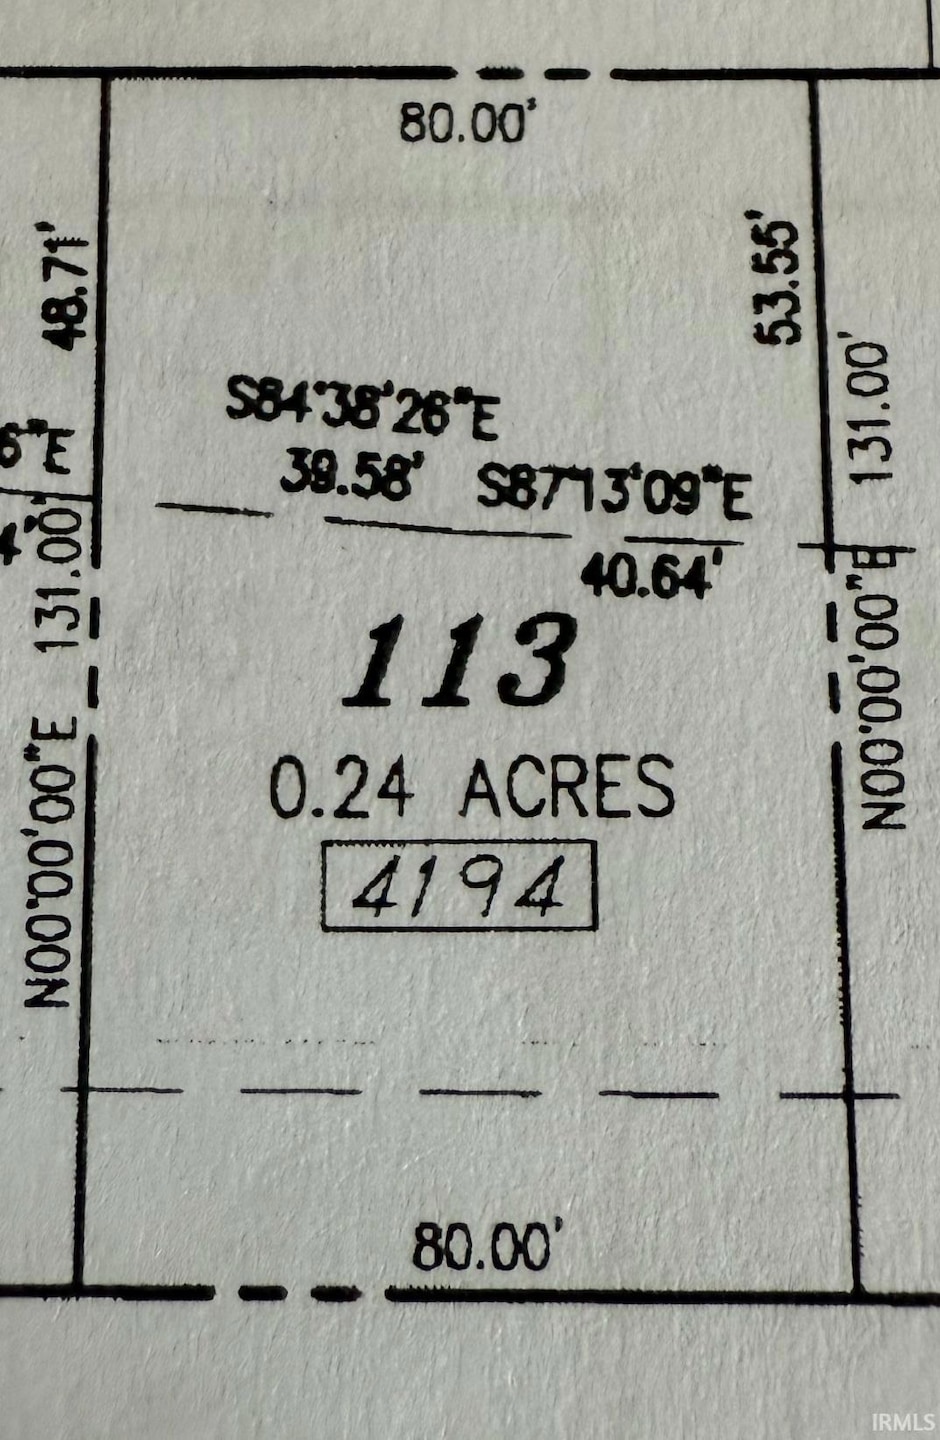 80.00'
48.71'
53.55'
131.00'
S84°38'26"E
39.58'
S87°13'09"E
40.64'
6"E
131.00'
N00°00'00"E
N00°00'00"E
113
0.24 ACRES
4194
80.00'
IRMLS